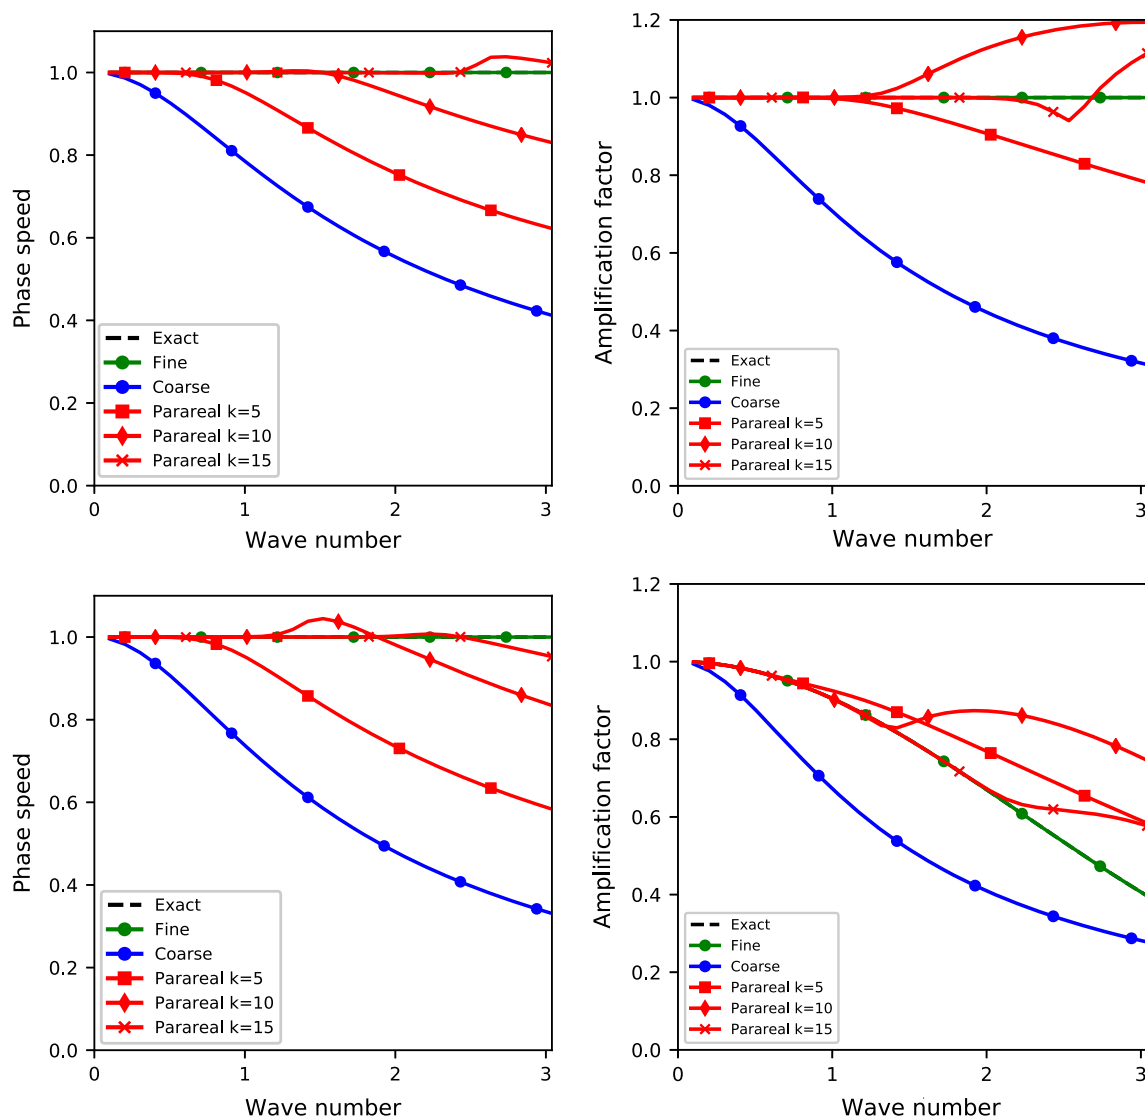 Phase speed
1.0
0.8
0.6
0.4
0.2
0.0
Exact
Fine
Coarse
Parareal k=5
Parareal k=10
Parareal k=15
0
1
2
3
Wave number
Amplification factor
1.2
1.0
0.8
0.6
0.4
0.2
0.0
Exact
Fine
Coarse
Parareal k=5
Parareal k=10
Parareal k=15
0
1
2
3
Wave number
Phase speed
1.0
0.8
0.6
0.4
0.2
0.0
Exact
Fine
Coarse
Parareal k=5
Parareal k=10
Parareal k=15
0
1
2
3
Wave number
Amplification factor
1.2
1.0
0.8
0.6
0.4
0.2
0.0
Exact
Fine
Coarse
Parareal k=5
Parareal k=10
Parareal k=15
0
1
2
3
Wave number